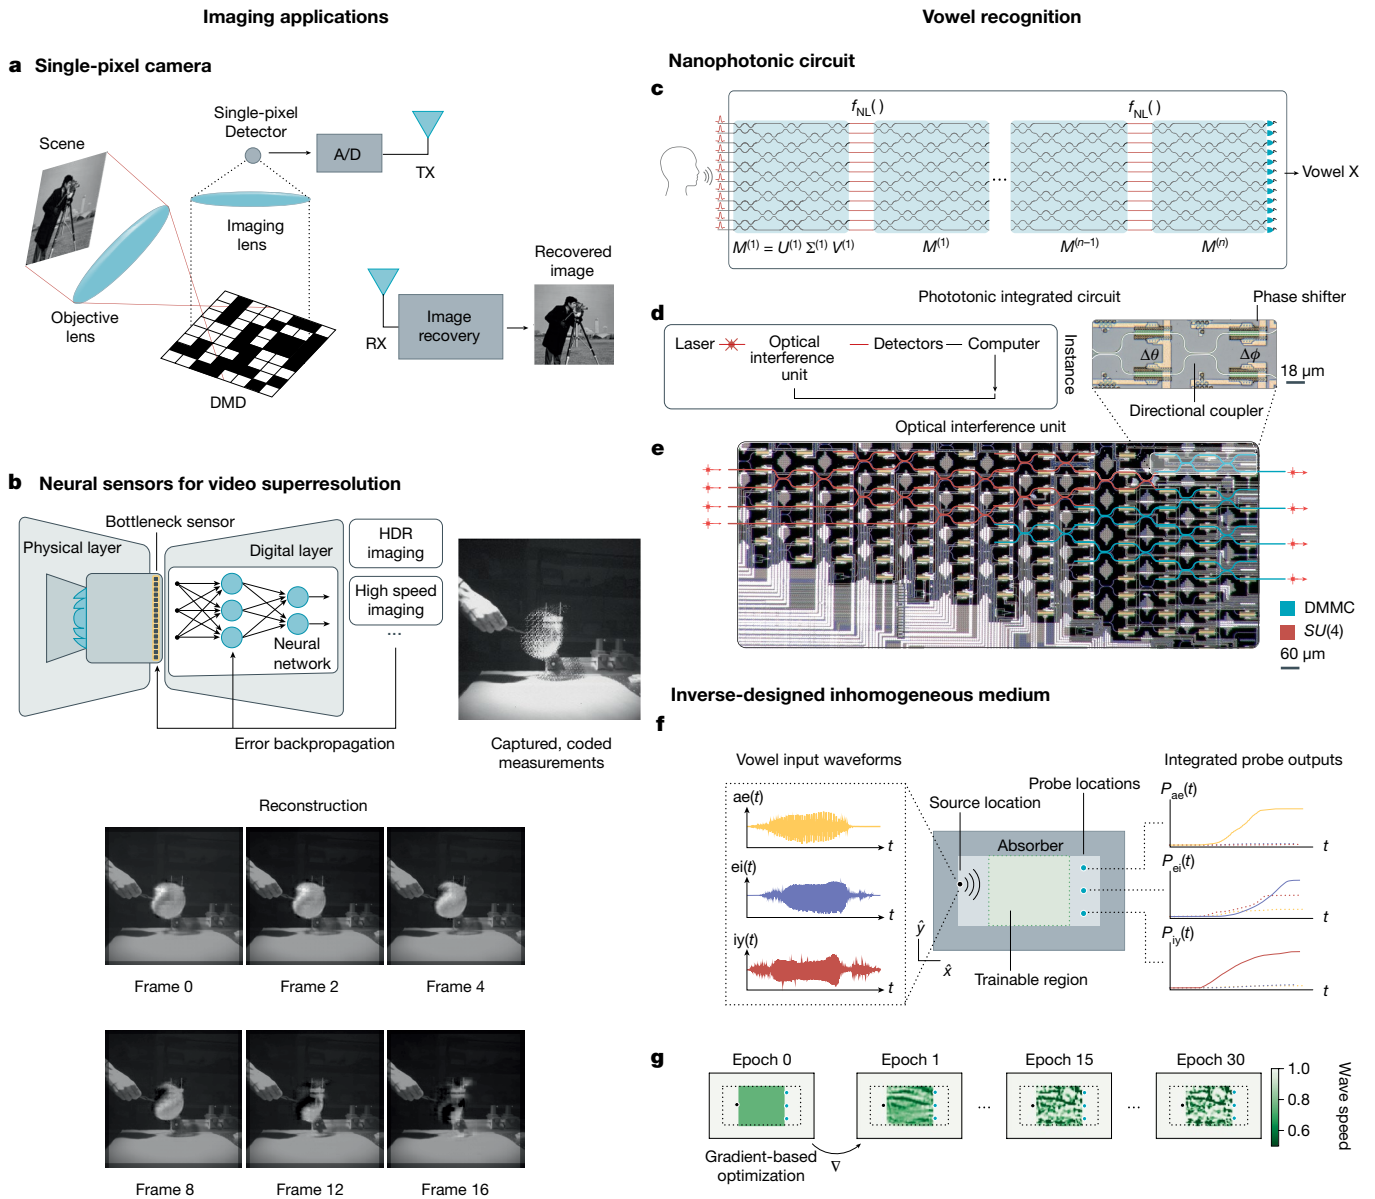 Imaging applications
Vowel recognition
a Single-pixel camera
Single-pixel
Detector
A/D
TX
Scene
Imaging
lens
Objective
lens
DMD
RX
Image
recovery
Recovered
image
b Neural sensors for video superresolution
Bottleneck sensor
Physical layer
Digital layer
Neural
network
HDR
imaging
High speed
imaging
...
Error backpropagation
Captured, coded
measurements
Reconstruction
Frame 0
Frame 2
Frame 4
Frame 8
Frame 12
Frame 16
Nanophotonic circuit
c
f_NL()
f_NL()
...
Vowel X
M^(1) = U^(1) Σ^(1) V^(1)
M^(1)
M^(n–1)
M^(n)
d
Phototonic integrated circuit
Phase shifter
Laser
Optical
interference
unit
Detectors
Computer
Instance
Δθ
Δϕ
18 µm
Directional coupler
Optical interference unit
e
DMMC
SU(4)
60 µm
Inverse-designed inhomogeneous medium
f
Vowel input waveforms
ae(t)
t
ei(t)
t
iy(t)
t
Source location
Probe locations
Absorber
Trainable region
ŷ
x̂
Integrated probe outputs
P_ae(t)
t
P_ei(t)
t
P_iy(t)
t
g
Epoch 0
Epoch 1
...
Epoch 15
...
Epoch 30
Gradient-based
optimization
∇
1.0
0.8
0.6
Wave speed